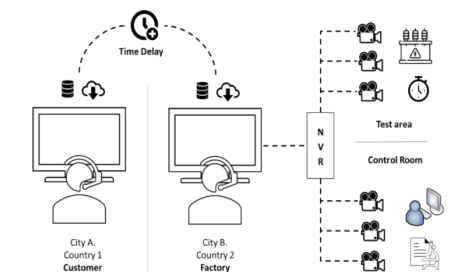 Time Delay
City A.
Country 1
Customer
City B.
Country 2
Factory
N
V
R
Test area
Control Room